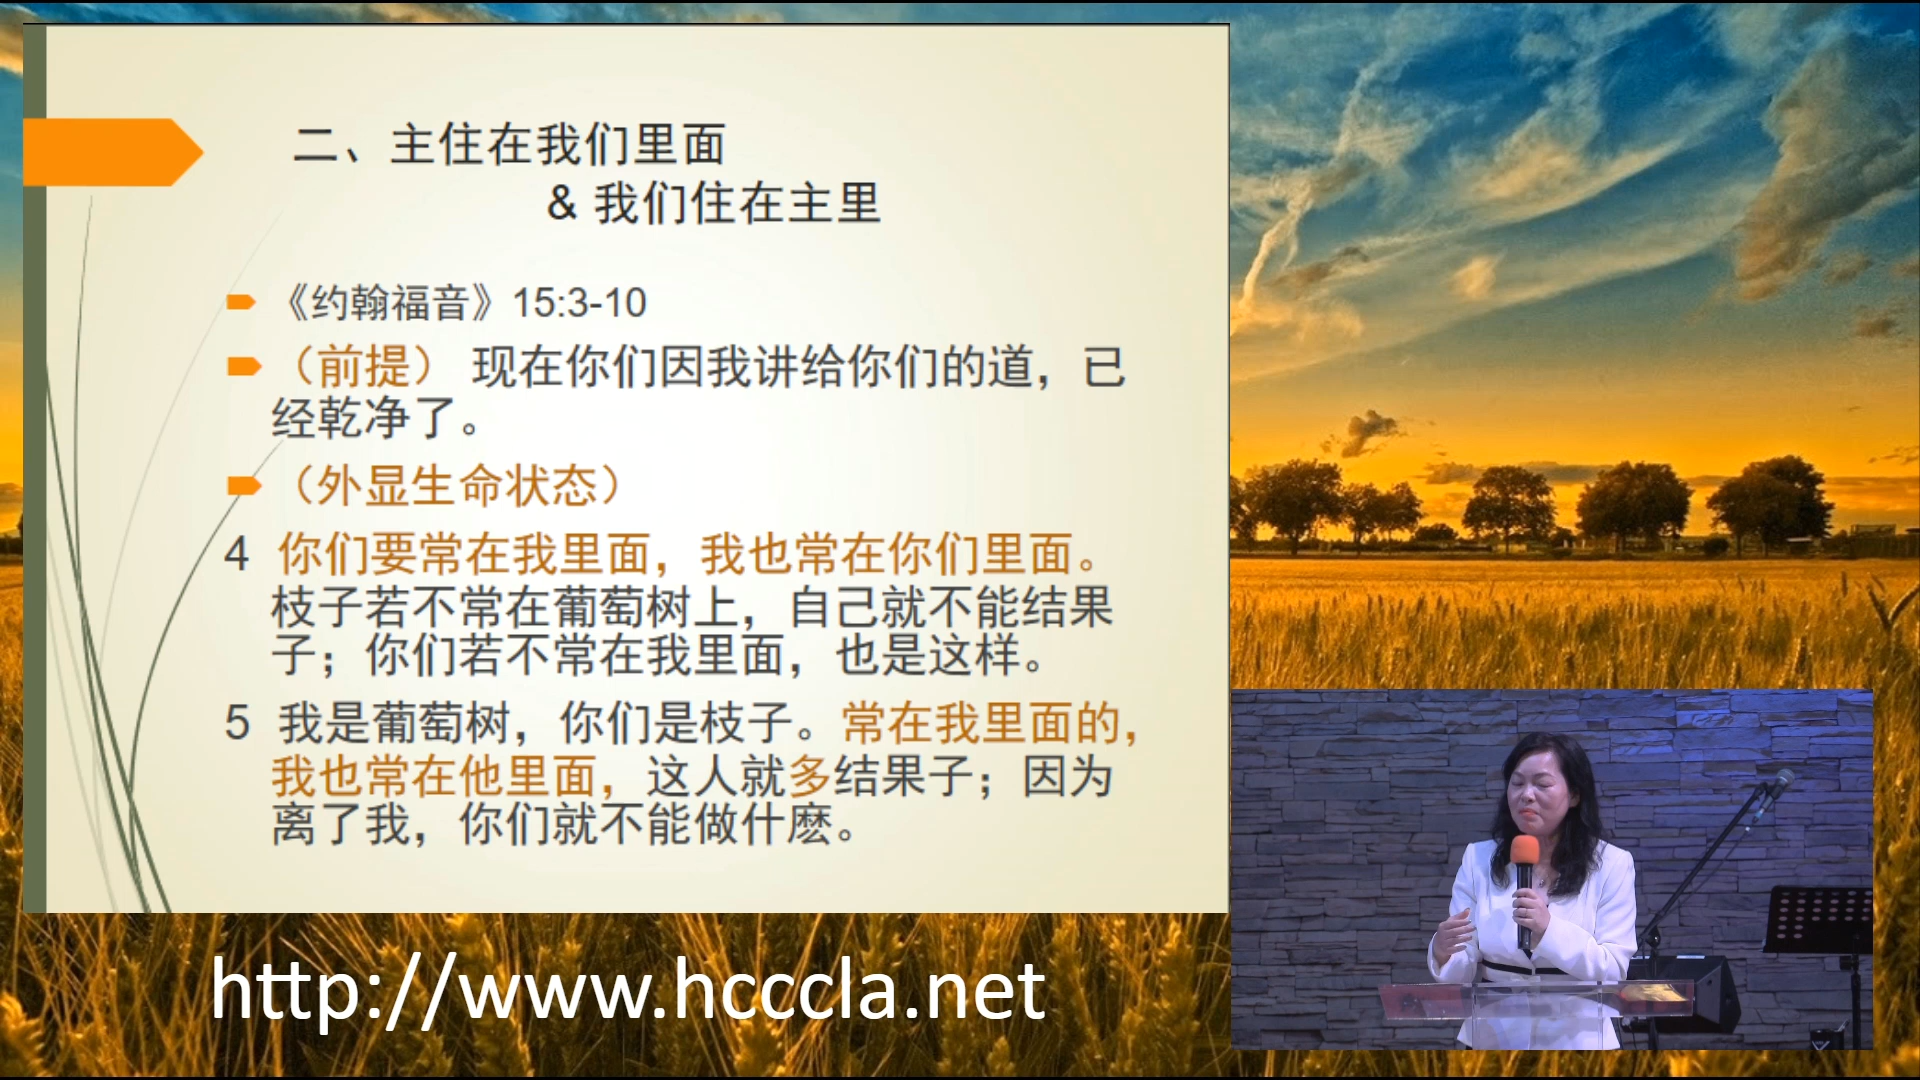 二、主住在我们里面
& 我们住在主里
《约翰福音》15:3-10
（前提） 现在你们因我讲给你们的道，已
经乾净了。
（外显生命状态）
4 你们要常在我里面，我也常在你们里面。
枝子若不常在葡萄树上，自己就不能结果
子；你们若不常在我里面，也是这样。
5 我是葡萄树，你们是枝子。常在我里面的，
我也常在他里面，这人就多结果子；因为
离了我，你们就不能做什麽。
http://www.hcccla.net